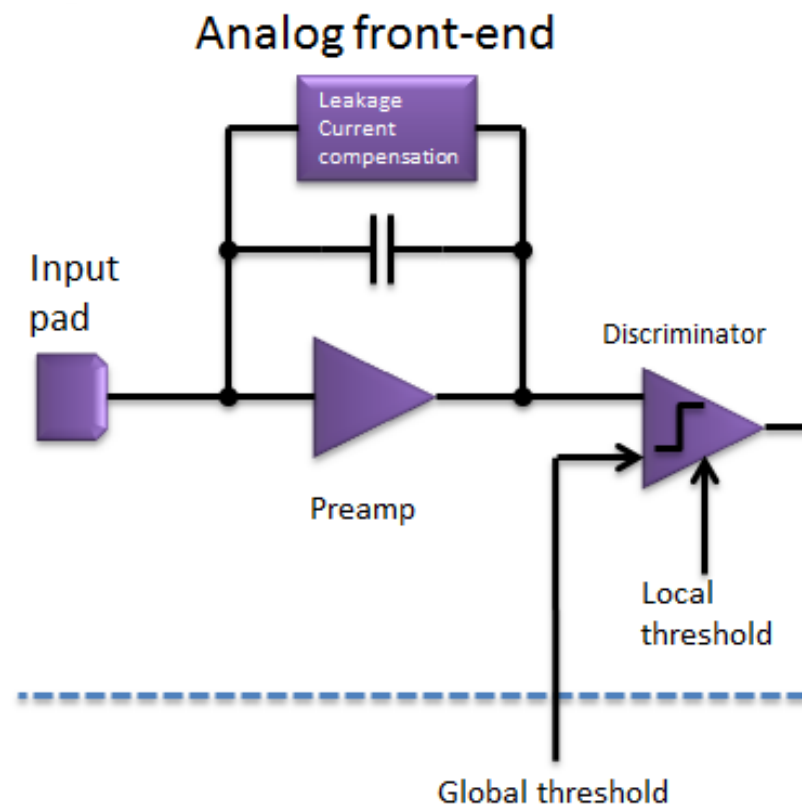 Analog front-end
Leakage
Current
compensation
Input
pad
Discriminator
Preamp
Local
threshold
Global threshold